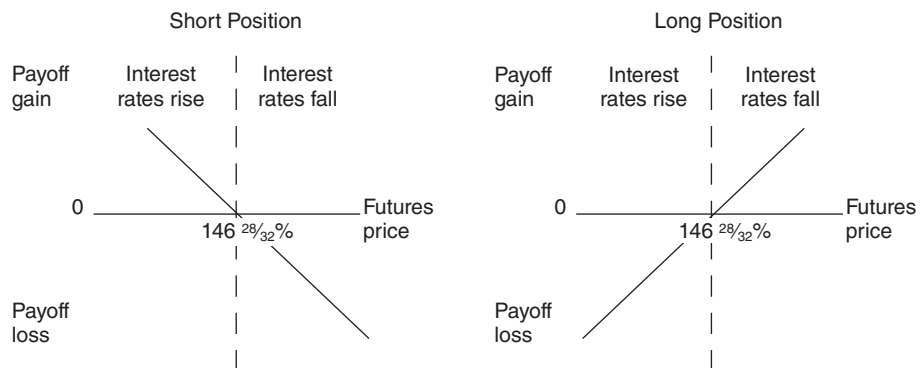 Short Position
Payoff
gain
Interest
rates rise
Interest
rates fall
0
Futures
price
146 28/32%
Payoff
loss
Long Position
Payoff
gain
Interest
rates rise
Interest
rates fall
0
Futures
price
146 28/32%
Payoff
loss